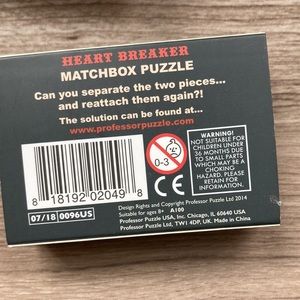 HEART BREAKER
MATCHBOX PUZZLE
Can you separate the two pieces...
and reattach them again?!
The solution can be found at:
www.professorpuzzle.com
8 18192 02049 8
07/18 0096US
0-3
CE
WARNING!
NOT SUITABLE FOR
CHILDREN UNDER
36 MONTHS DUE
TO SMALL PARTS
WHICH MAY BE A
CHOKING
HAZARD. PLEASE
RETAIN THIS
INFORMATION.
Design Rights and Copyright Professor Puzzle Ltd 2014
Suitable for ages 8+ A100
Professor Puzzle USA, Inc. Chicago, IL 60640 US
Professor Puzzle Ltd, TW1 4DP, UK. Made in China